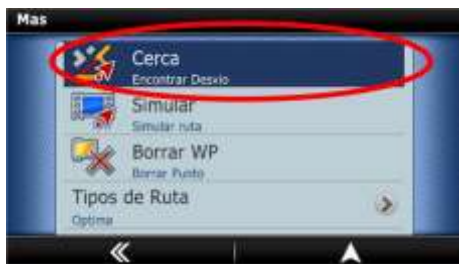 Mas
Cerca
Encontrar Desvio
Simular
Simular ruta
Borrar WP
Borrar Punto
Tipos de Ruta
Optima